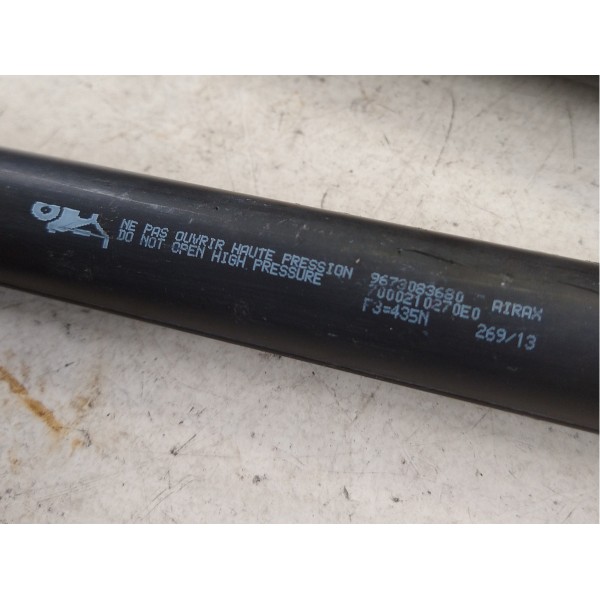 NE PAS OUVRIR HAUTE PRESSION 9673083680 AIRAX
DO NOT OPEN HIGH PRESSURE 7000210270E0
F3=435N 269/13